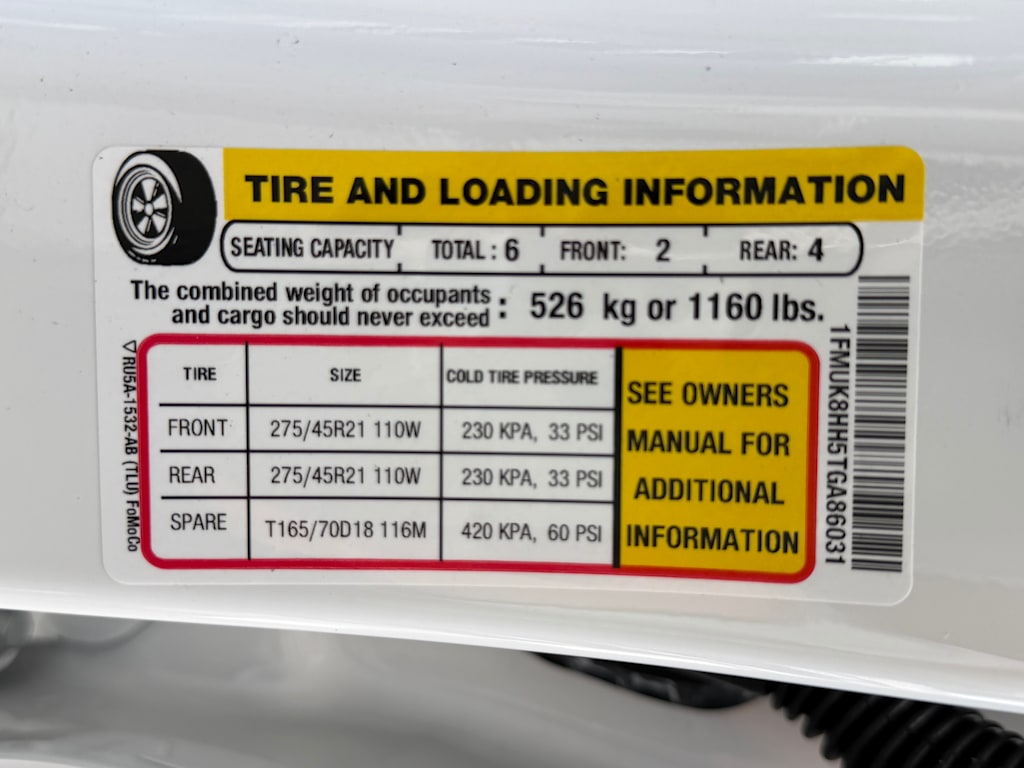 TIRE AND LOADING INFORMATION
SEATING CAPACITY TOTAL : 6 FRONT: 2 REAR: 4
The combined weight of occupants
and cargo should never exceed : 526 kg or 1160 lbs.
TIRE SIZE COLD TIRE PRESSURE
FRONT 275/45R21 110W 230 KPA, 33 PSI
REAR 275/45R21 110W 230 KPA, 33 PSI
SPARE T165/70D18 116M 420 KPA, 60 PSI
SEE OWNERS
MANUAL FOR
ADDITIONAL
INFORMATION
RU5A-1532-AB (TLU) FoMoCo
1FMUK8HH5TGA86031